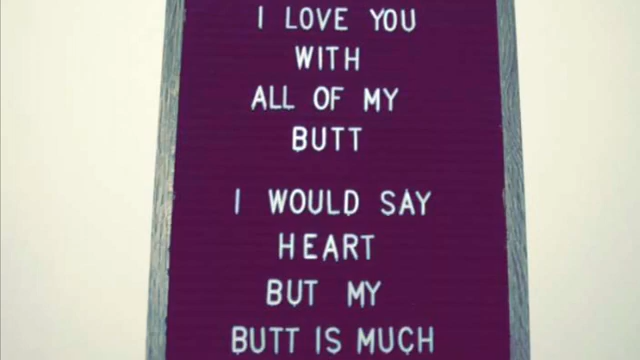 I LOVE YOU
WITH
ALL OF MY
BUTT
I WOULD SAY
HEART
BUT MY
BUTT IS MUCH